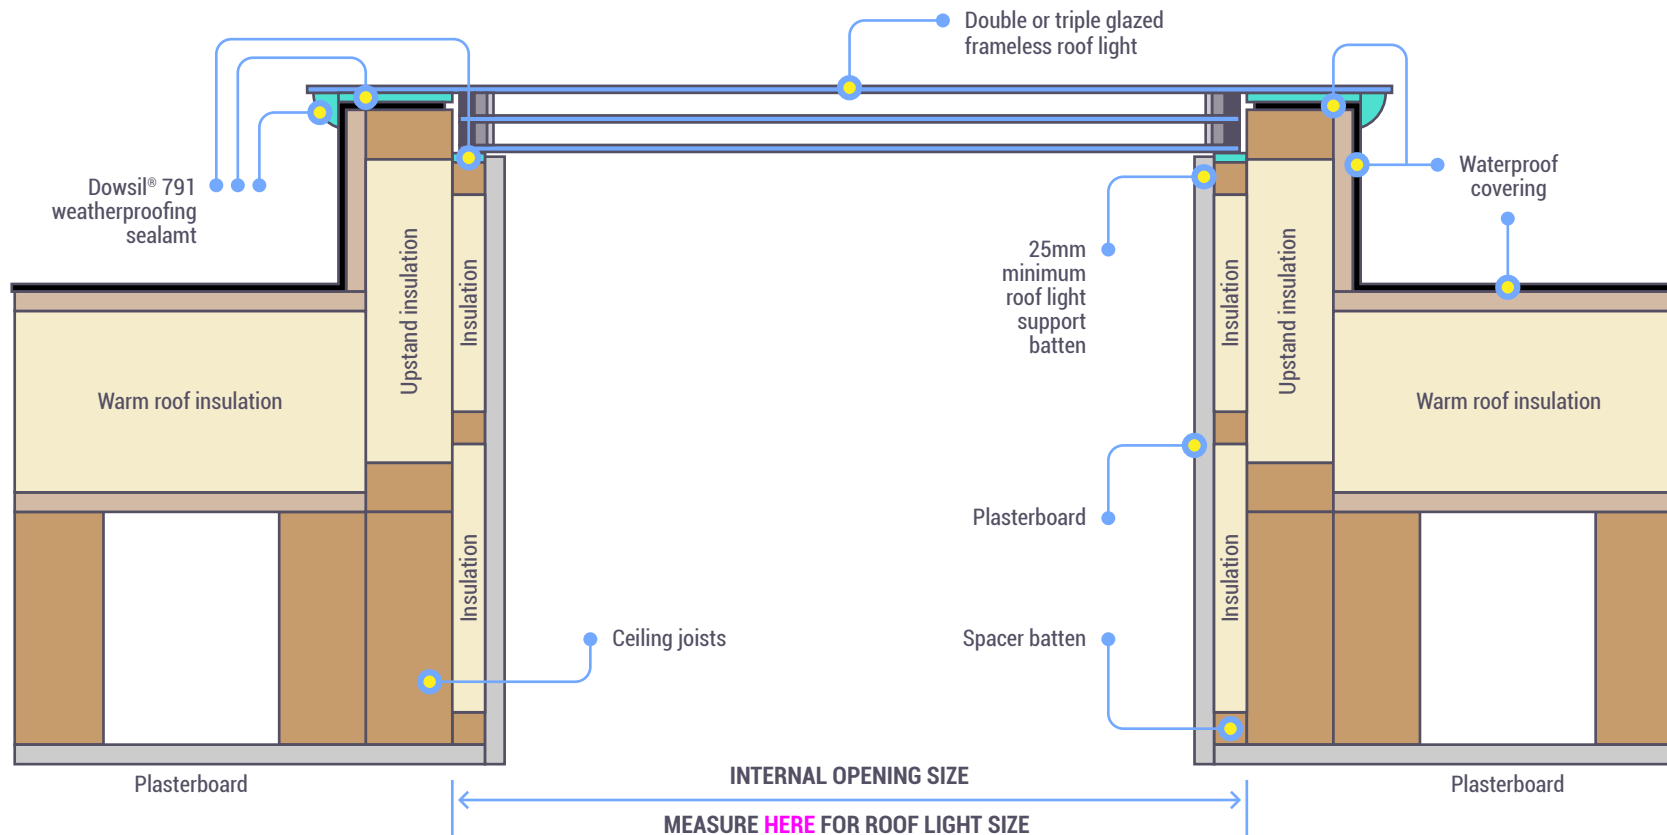 Double or triple glazed
frameless roof light
Dowsil® 791
weatherproofing
sealamt
Waterproof
covering
25mm
minimum
roof light
support
batten
Upstand insulation
Insulation
Insulation
Upstand insulation
Warm roof insulation
Warm roof insulation
Plasterboard
Insulation
Insulation
Ceiling joists
Spacer batten
Plasterboard
INTERNAL OPENING SIZE
Plasterboard
MEASURE HERE FOR ROOF LIGHT SIZE